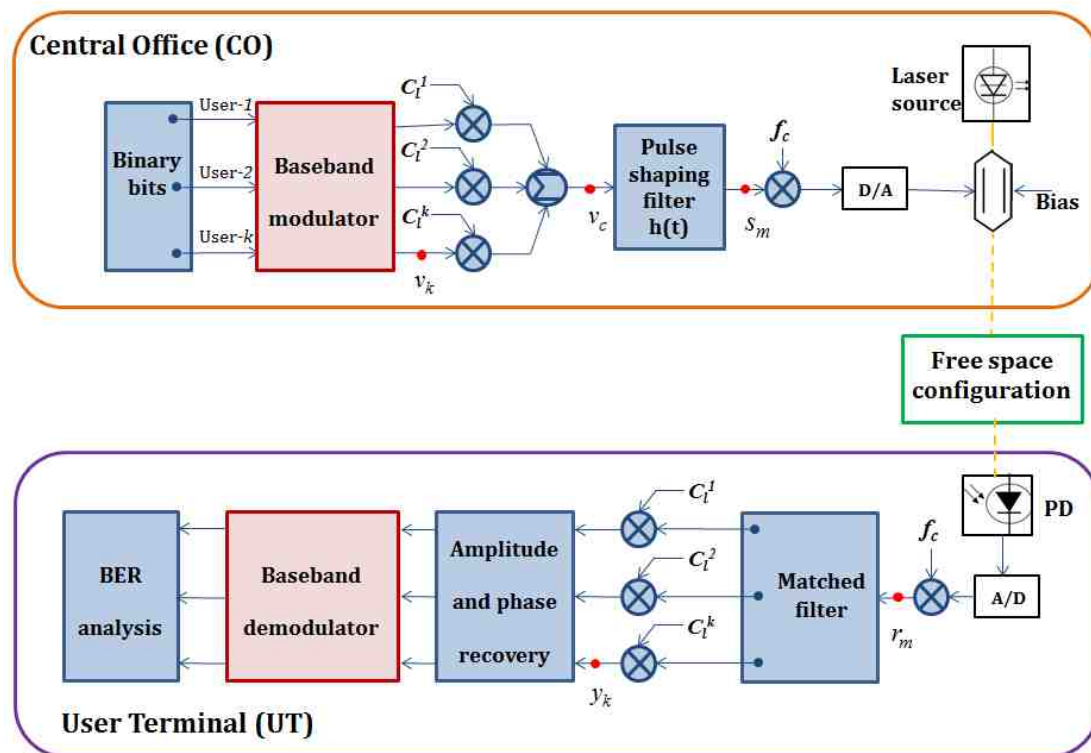 Central Office (CO)
Laser
source
C_l^1
User-1
f_c
Binary
bits
User-2
Baseband
modulator
C_l^2
Σ
Pulse
shaping
filter
h(t)
D/A
Bias
v_c
s_m
C_l^k
User-k
v_k
Free space
configuration
PD
C_l^1
f_c
BER
analysis
Baseband
demodulator
Amplitude
and phase
recovery
C_l^2
Matched
filter
A/D
r_m
C_l^k
y_k
User Terminal (UT)